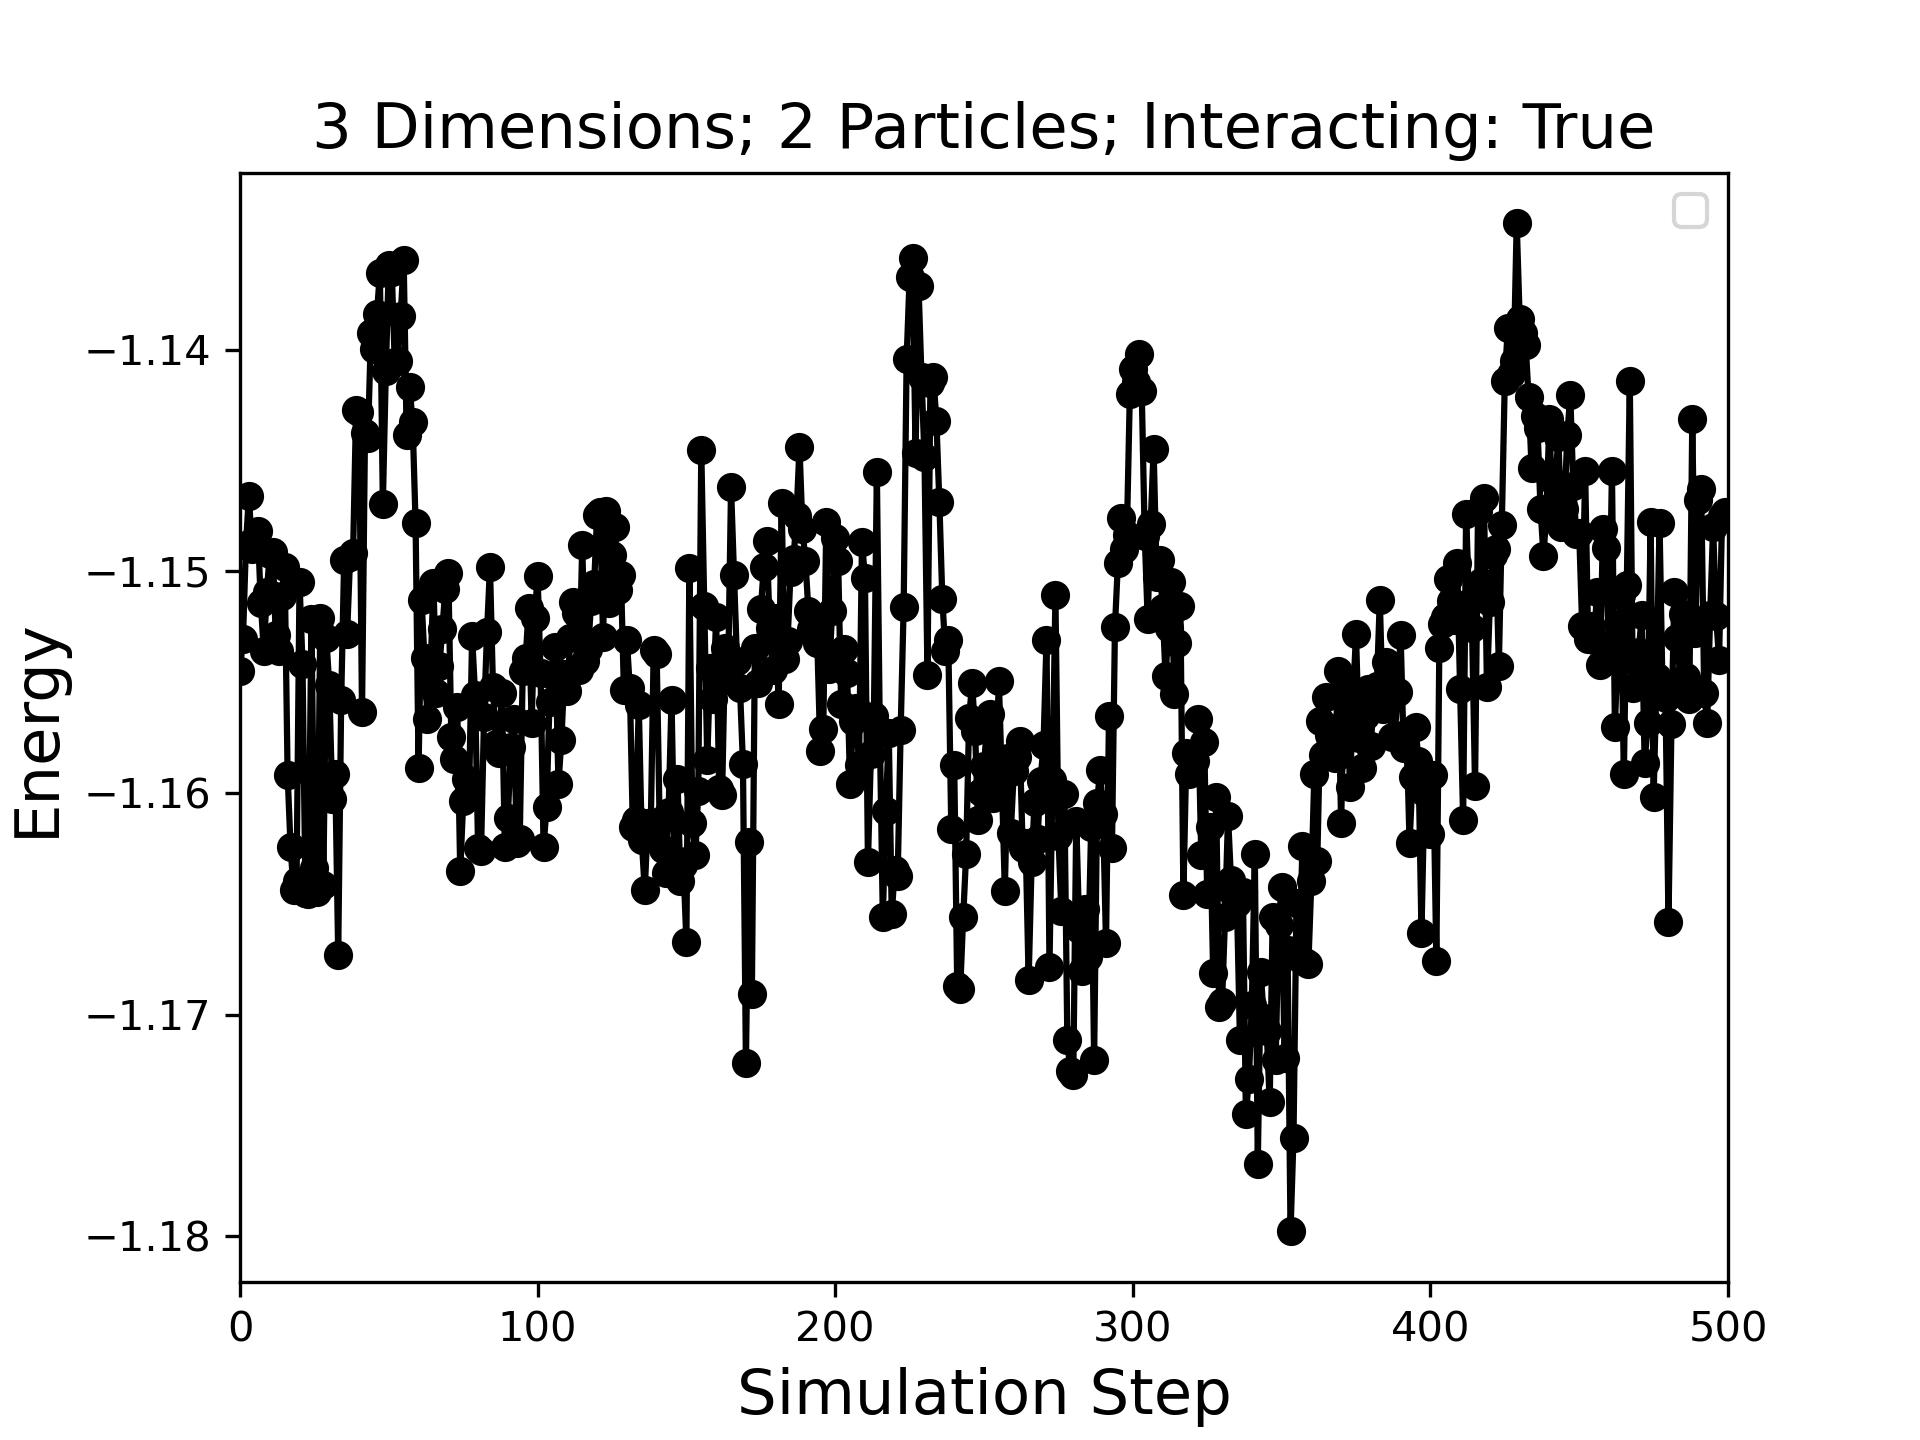 3 Dimensions; 2 Particles; Interacting: True
Energy
−1.14
−1.15
−1.16
−1.17
−1.18
0 100 200 300 400 500
Simulation Step